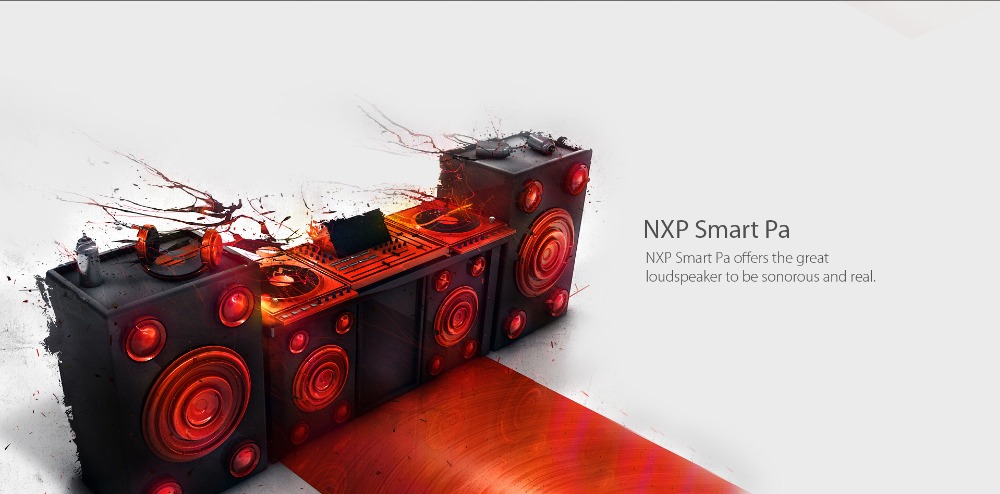 NXP Smart Pa
NXP Smart Pa offers the great
loudspeaker to be sonorous and real.